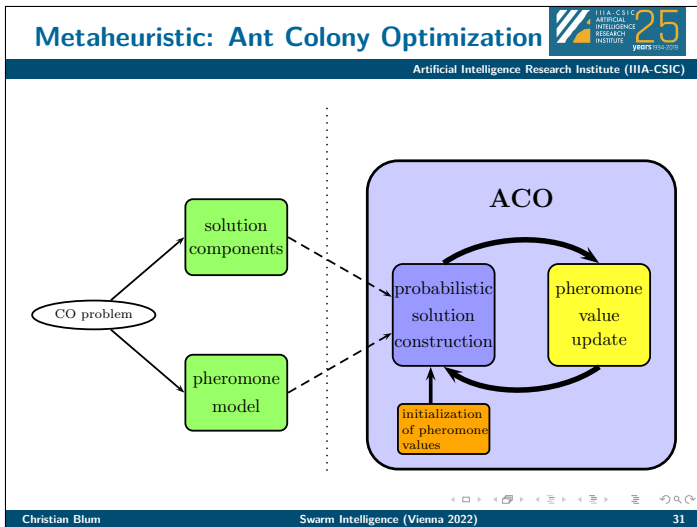 Metaheuristic: Ant Colony Optimization
IIIA-CSIC
ARTIFICIAL
INTELLIGENCE
RESEARCH
INSTITUTE
25
years 1994-2019
Artificial Intelligence Research Institute (IIIA-CSIC)
ACO
solution
components
CO problem
pheromone
model
probabilistic
solution
construction
pheromone
value
update
initialization
of pheromone
values
Christian Blum
Swarm Intelligence (Vienna 2022)
31